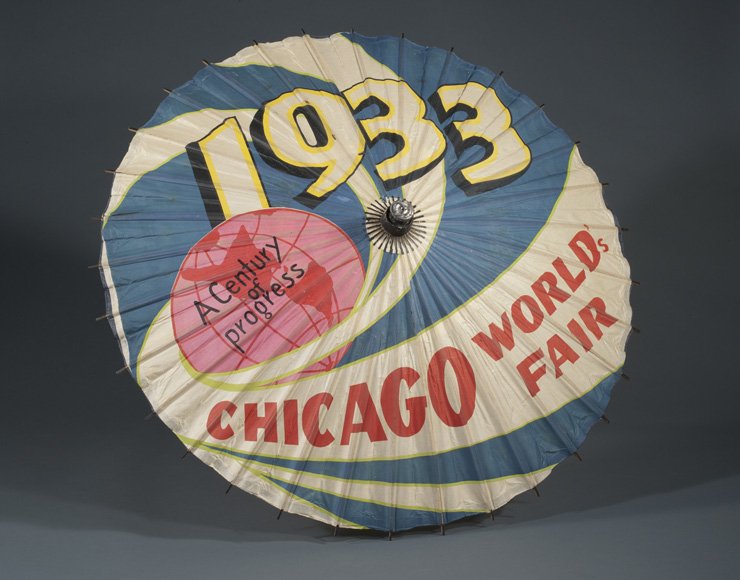 1933
A Century
of
progress
CHICAGO
WORLD's
FAIR